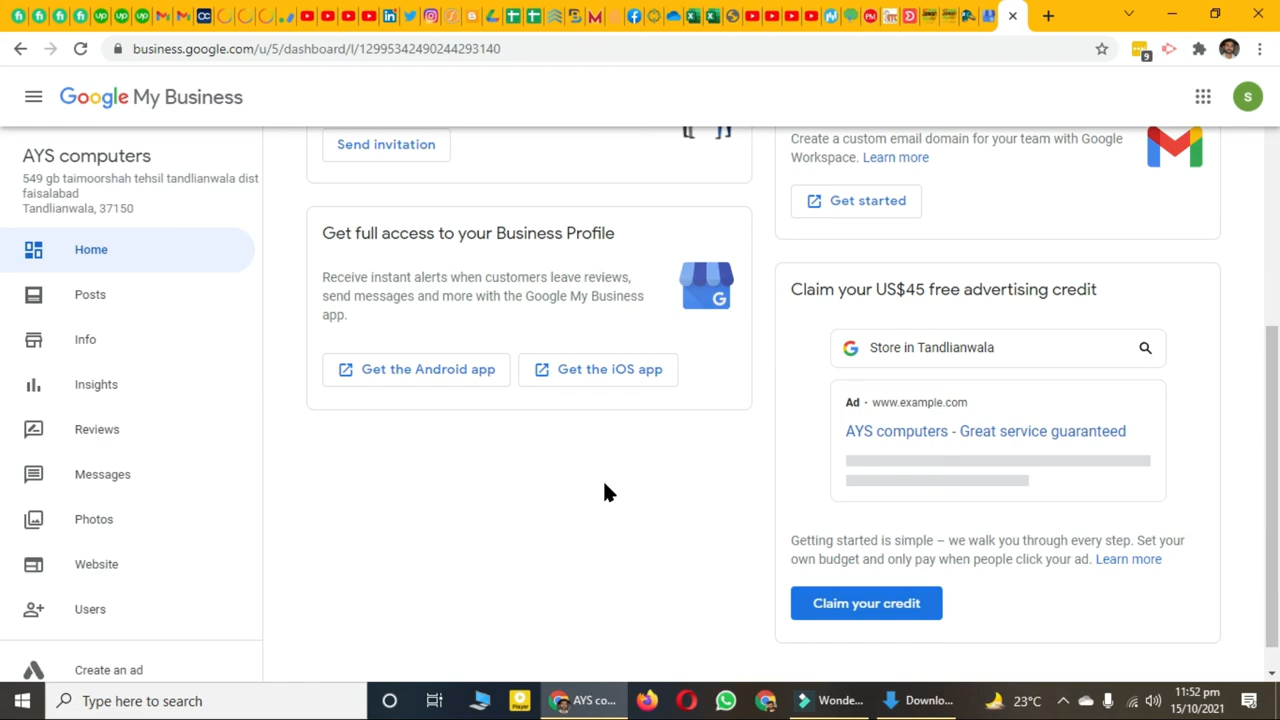 business.google.com/u/5/dashboard/l/12995342490244293140
9
Google My Business
S
AYS computers
549 gb taimoorshah tehsil tandlianwala dist
faisalabad
Tandlianwala, 37150
Home
Posts
Info
Insights
Reviews
Messages
Photos
Website
Users
Create an ad
Send invitation
Get full access to your Business Profile
Receive instant alerts when customers leave reviews,
send messages and more with the Google My Business
app.
Get the Android app
Get the iOS app
Create a custom email domain for your team with Google
Workspace. Learn more
Get started
Claim your US$45 free advertising credit
Store in Tandlianwala
Ad · www.example.com
AYS computers - Great service guaranteed
Getting started is simple – we walk you through every step. Set your
own budget and only pay when people click your ad. Learn more
Claim your credit
Type here to search
Player
AYS co...
Wonde...
Downlo...
23°C
11:52 pm
15/10/2021